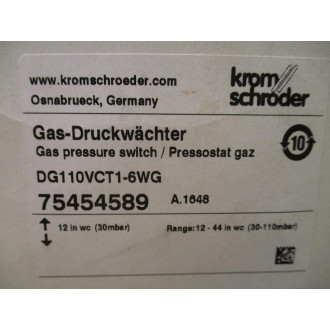 www.kromschroeder.com
Osnabrueck, Germany
krom
schröder
Gas-Druckwächter
Gas pressure switch / Pressostat gaz
10
DG110VCT1-6WG
75454589 A.1648
12 in wc (30mbar) Range: 12 - 44 in wc (30-110mbar)